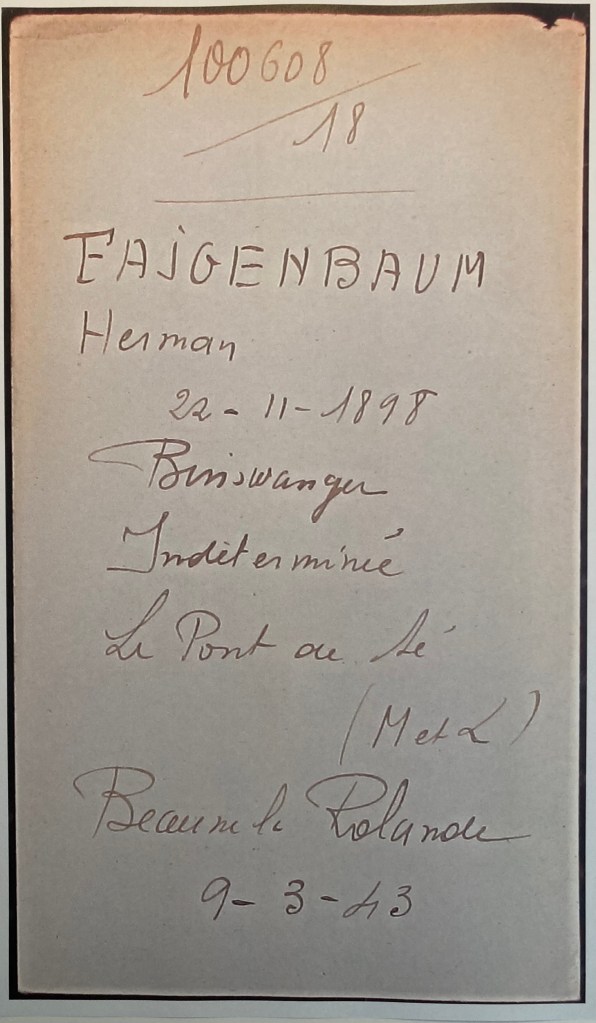 100608
18
FAJGENBAUM
Herman
22-11-1898
Binswanger
Indéterminée
Le Pont de Sé
(M et L)
Beaune la Rolande
9-3-43